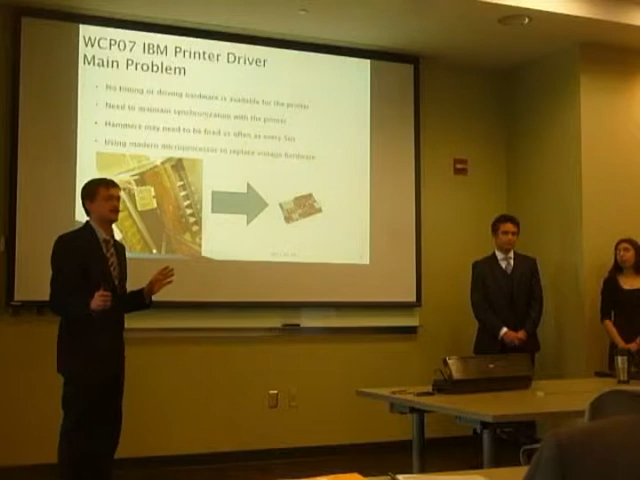 WCP07 IBM Printer Driver
Main Problem
No timing or driving hardware is available for the printer
Need to maintain synchronization with the printer
Hammers may need to be fired as often as every 5us
Using modern microprocessor to replace vintage hardware